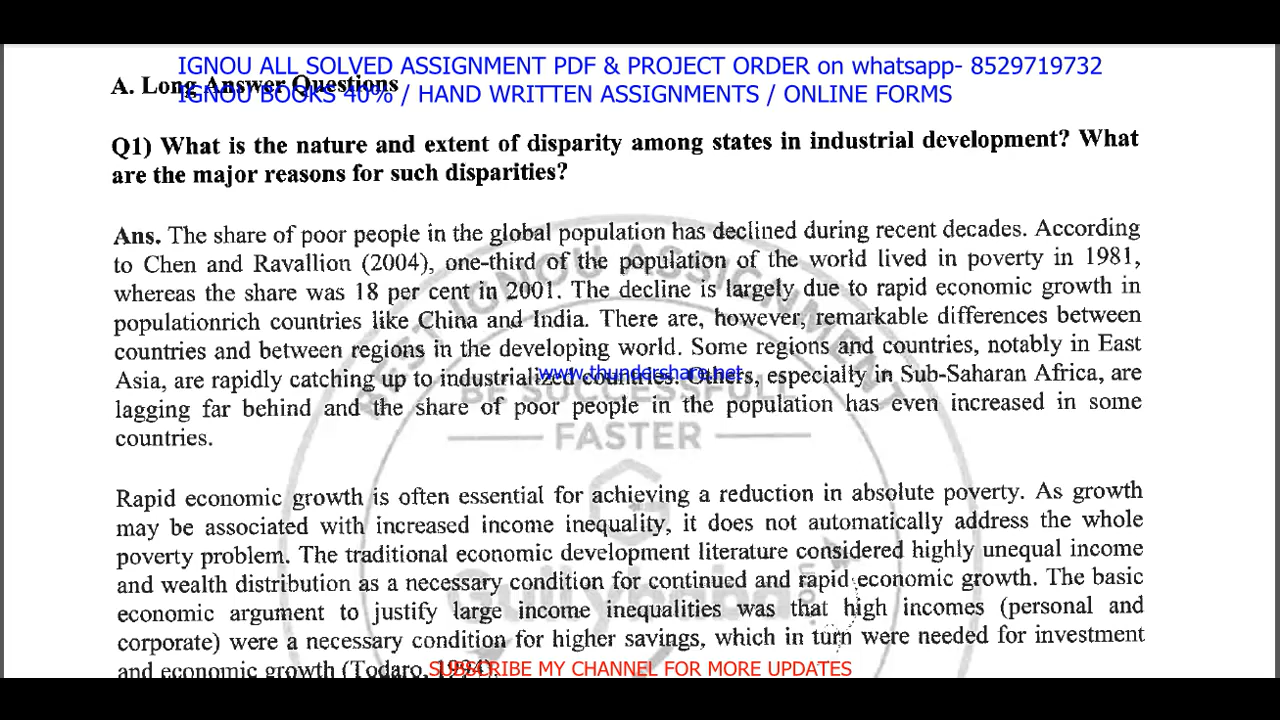 IGNOU ALL SOLVED ASSIGNMENT PDF & PROJECT ORDER on whatsapp- 8529719732
A. Long Answer Questions
IGNOU BOOKS 40% / HAND WRITTEN ASSIGNMENTS / ONLINE FORMS
Q1) What is the nature and extent of disparity among states in industrial development? What
are the major reasons for such disparities?
Ans. The share of poor people in the global population has declined during recent decades. According
to Chen and Ravallion (2004), one-third of the population of the world lived in poverty in 1981,
whereas the share was 18 per cent in 2001. The decline is largely due to rapid economic growth in
populationrich countries like China and India. There are, however, remarkable differences between
countries and between regions in the developing world. Some regions and countries, notably in East
Asia, are rapidly catching up to industrialized countries. Others, especially in Sub-Saharan Africa, are
www.thundershare.net
lagging far behind and the share of poor people in the population has even increased in some
countries.
BEST IGNOU ASSIGNMENT
BE SUCCESSFULL
FASTER
Rapid economic growth is often essential for achieving a reduction in absolute poverty. As growth
may be associated with increased income inequality, it does not automatically address the whole
poverty problem. The traditional economic development literature considered highly unequal income
and wealth distribution as a necessary condition for continued and rapid economic growth. The basic
economic argument to justify large income inequalities was that high incomes (personal and
corporate) were a necessary condition for higher savings, which in turn were needed for investment
and economic growth (Todaro, 1994).
Gullybaba
SUBSCRIBE MY CHANNEL FOR MORE UPDATES